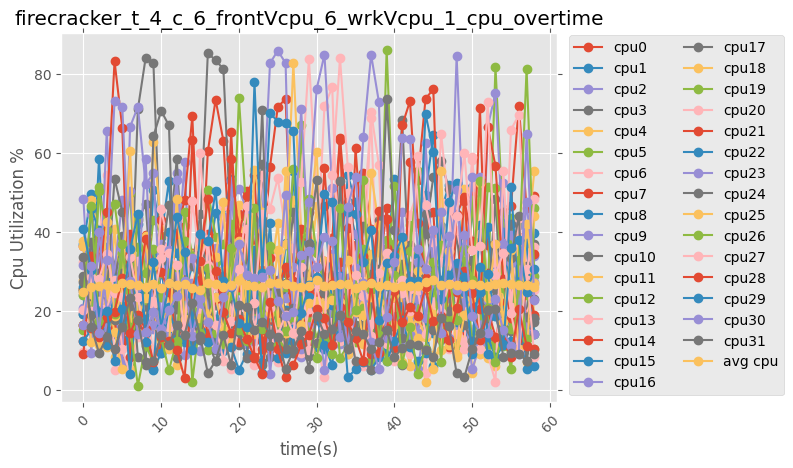 firecracker_t_4_c_6_frontVcpu_6_wrkVcpu_1_cpu_overtime
Cpu Utilization %
80
60
40
20
0
0
10
20
30
40
50
60
time(s)
cpu0
cpu1
cpu2
cpu3
cpu4
cpu5
cpu6
cpu7
cpu8
cpu9
cpu10
cpu11
cpu12
cpu13
cpu14
cpu15
cpu16
cpu17
cpu18
cpu19
cpu20
cpu21
cpu22
cpu23
cpu24
cpu25
cpu26
cpu27
cpu28
cpu29
cpu30
cpu31
avg cpu